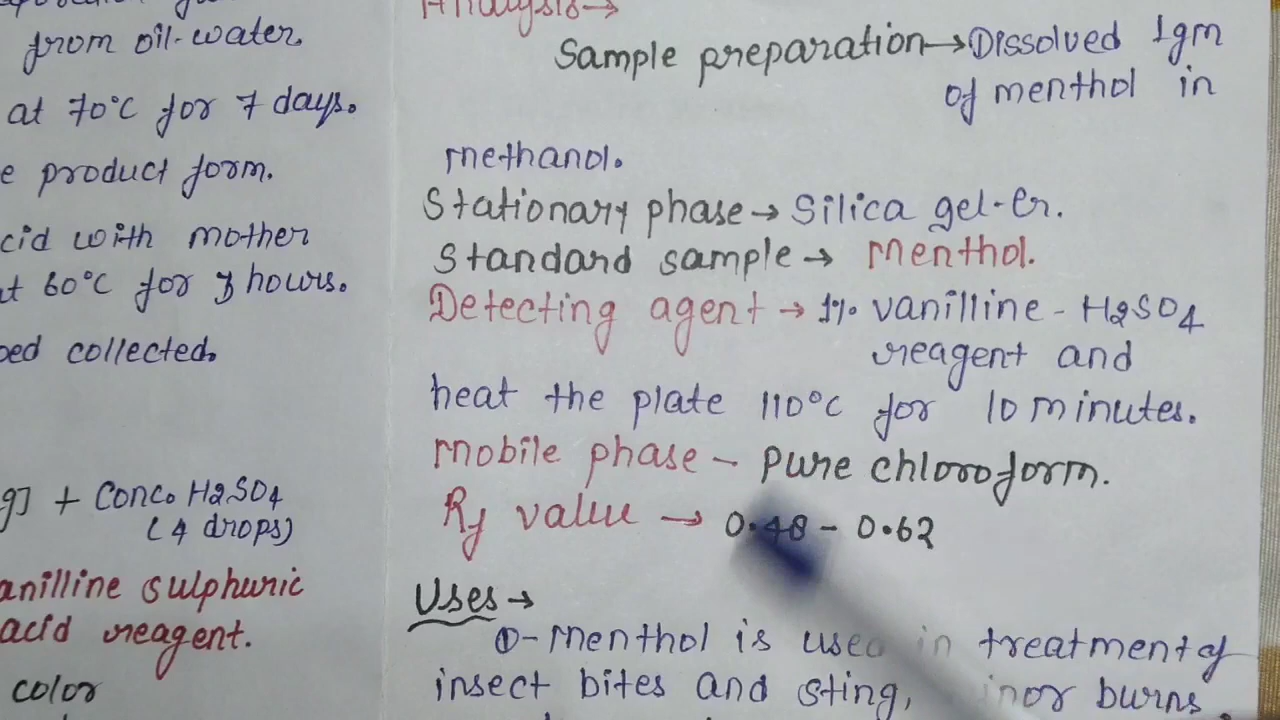 from oil-water.
at 70°C for 7 days.
e product form.
cid with mother
at 60°C for 3 hours.
collected.
+ Conc. H2SO4
(4 drops)
anilline sulphuric
acid reagent.
color
Analysis→
Sample preparation→Dissolved 1gm
of menthol in
methanol.
Stationary phase→ Silica gel-Gr.
Standard sample→ menthol.
Detecting agent→ 1% vanilline-H2SO4
reagent and
heat the plate 110°C for 10 minutes.
mobile phase - pure chloroform.
Rf value → 0.48 - 0.62
Uses→
①-menthol is used in treatment of
insect bites and sting, minor burns,